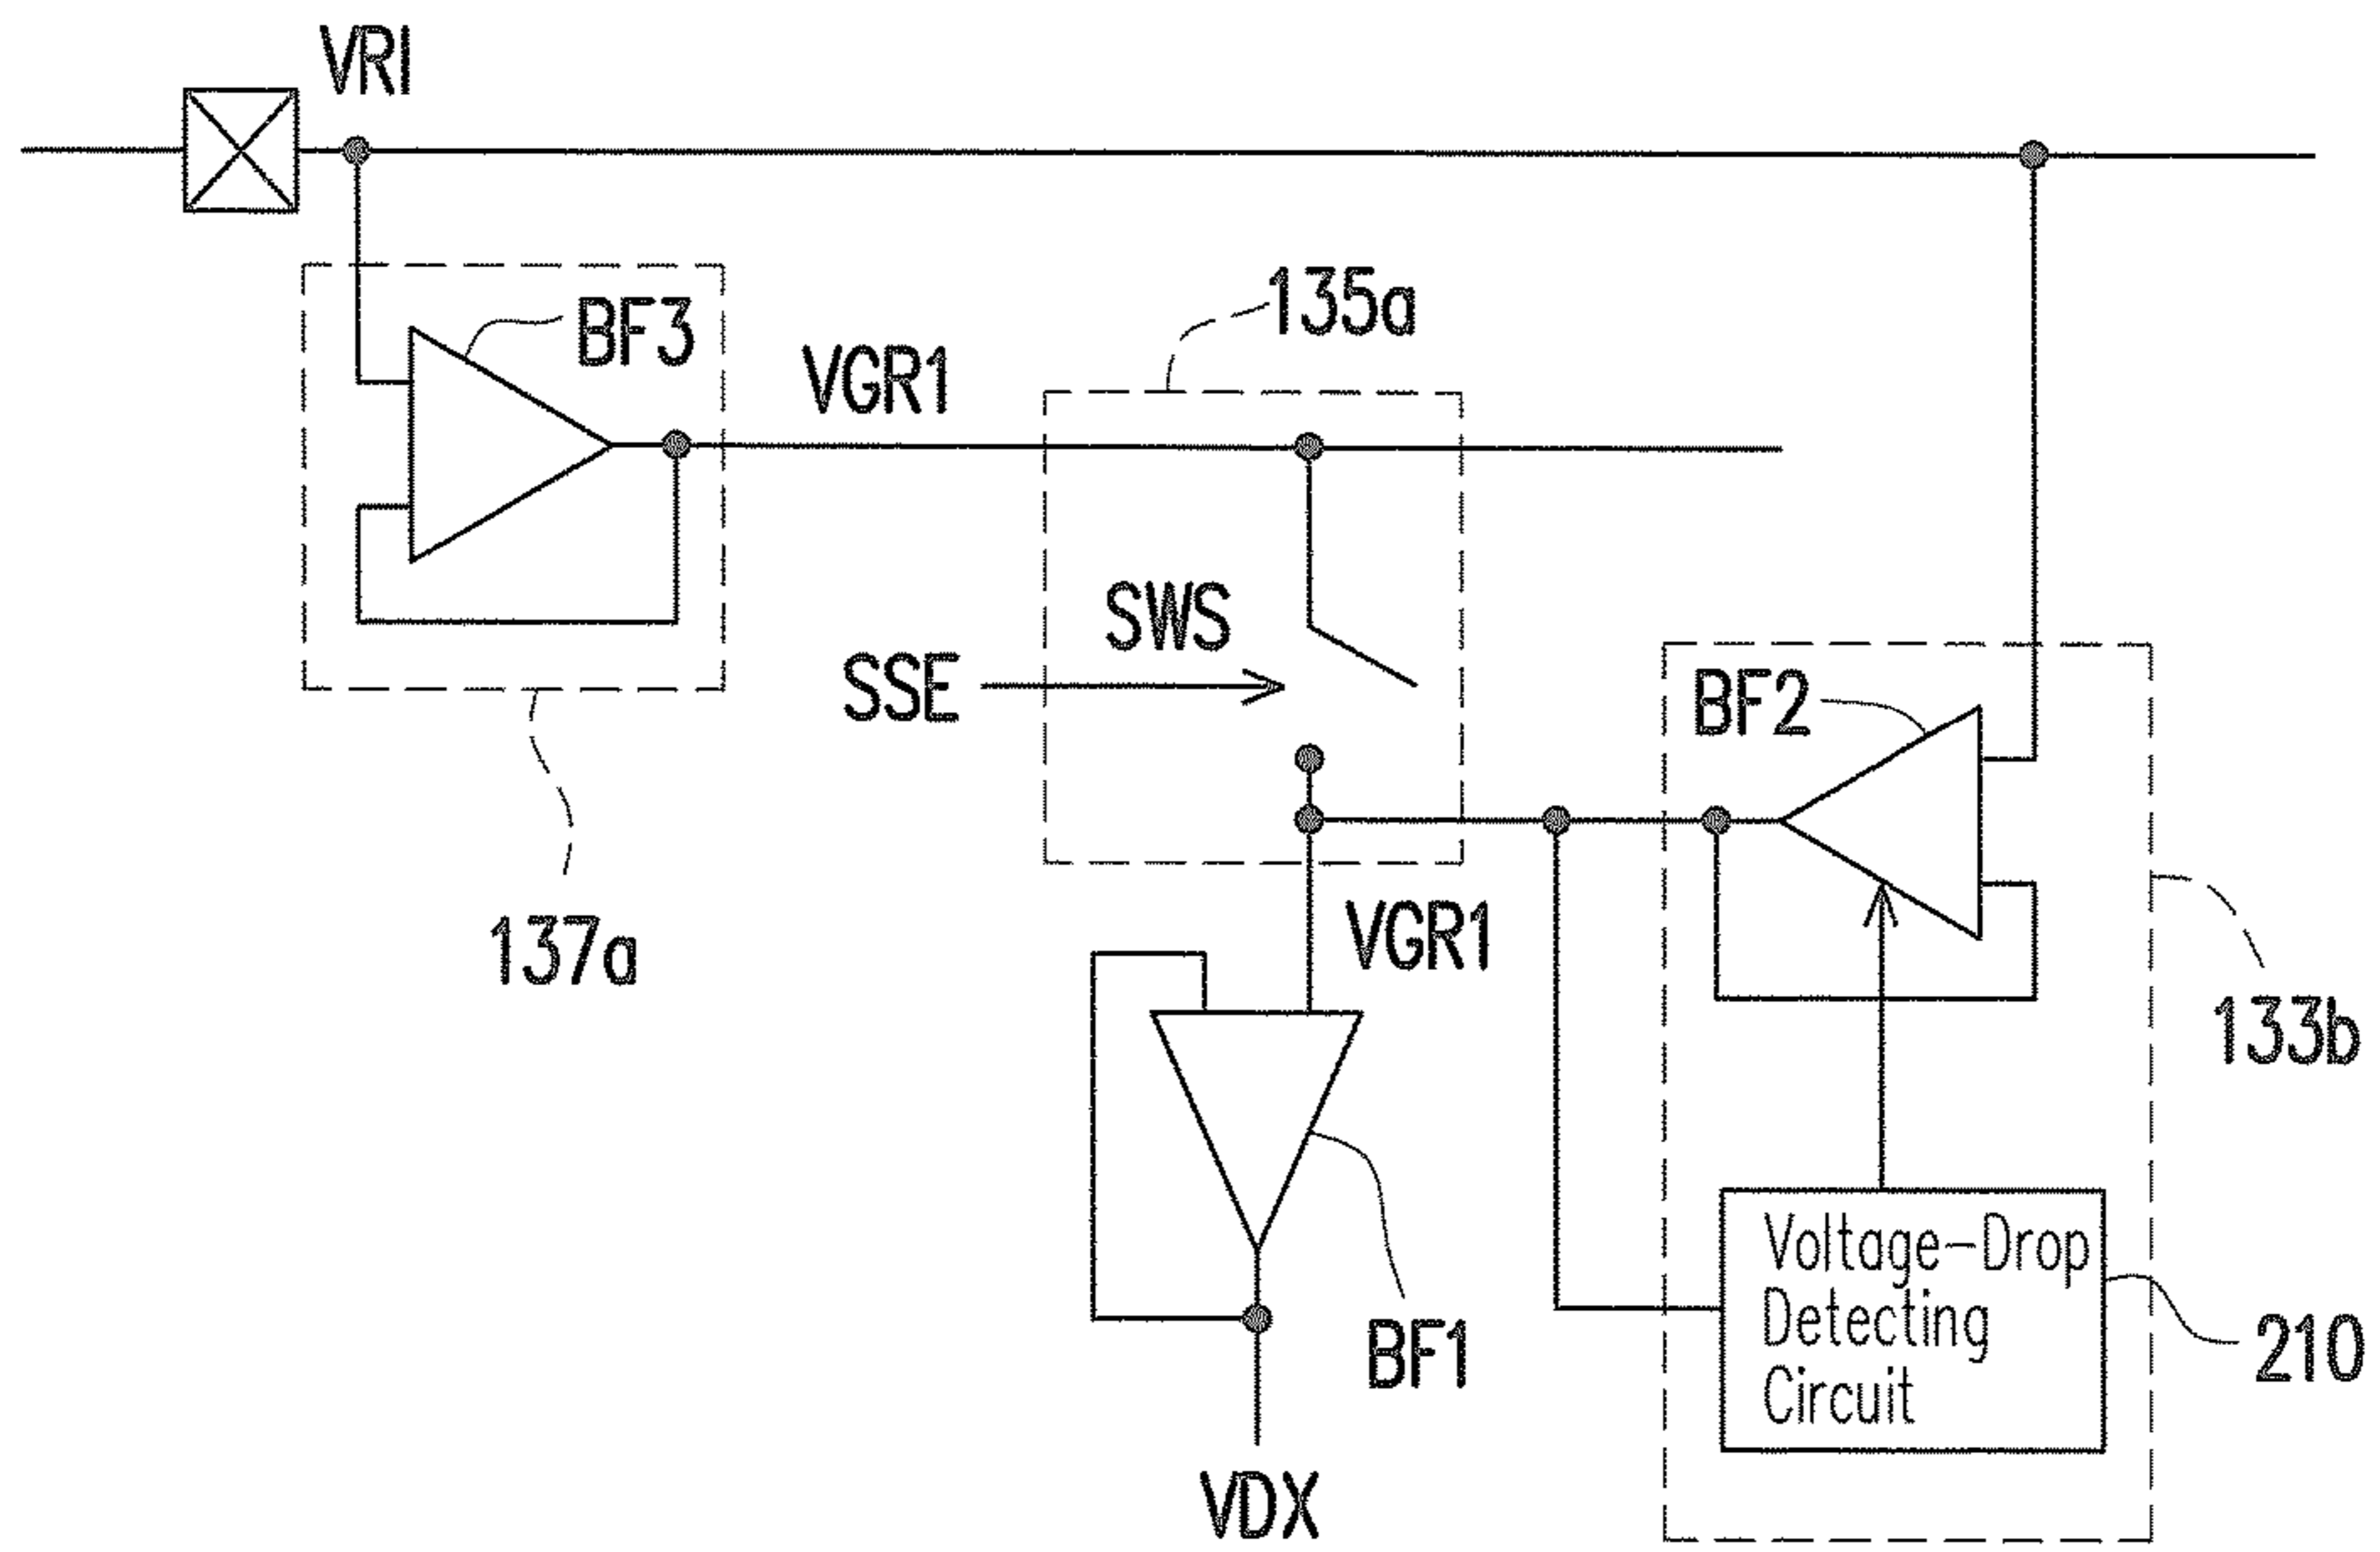 VRI
BF3
135a
VGR1
SWS
SSE
BF2
137a
VGR1
133b
Voltage-Drop
Detecting
Circuit
BF1
210
VDX